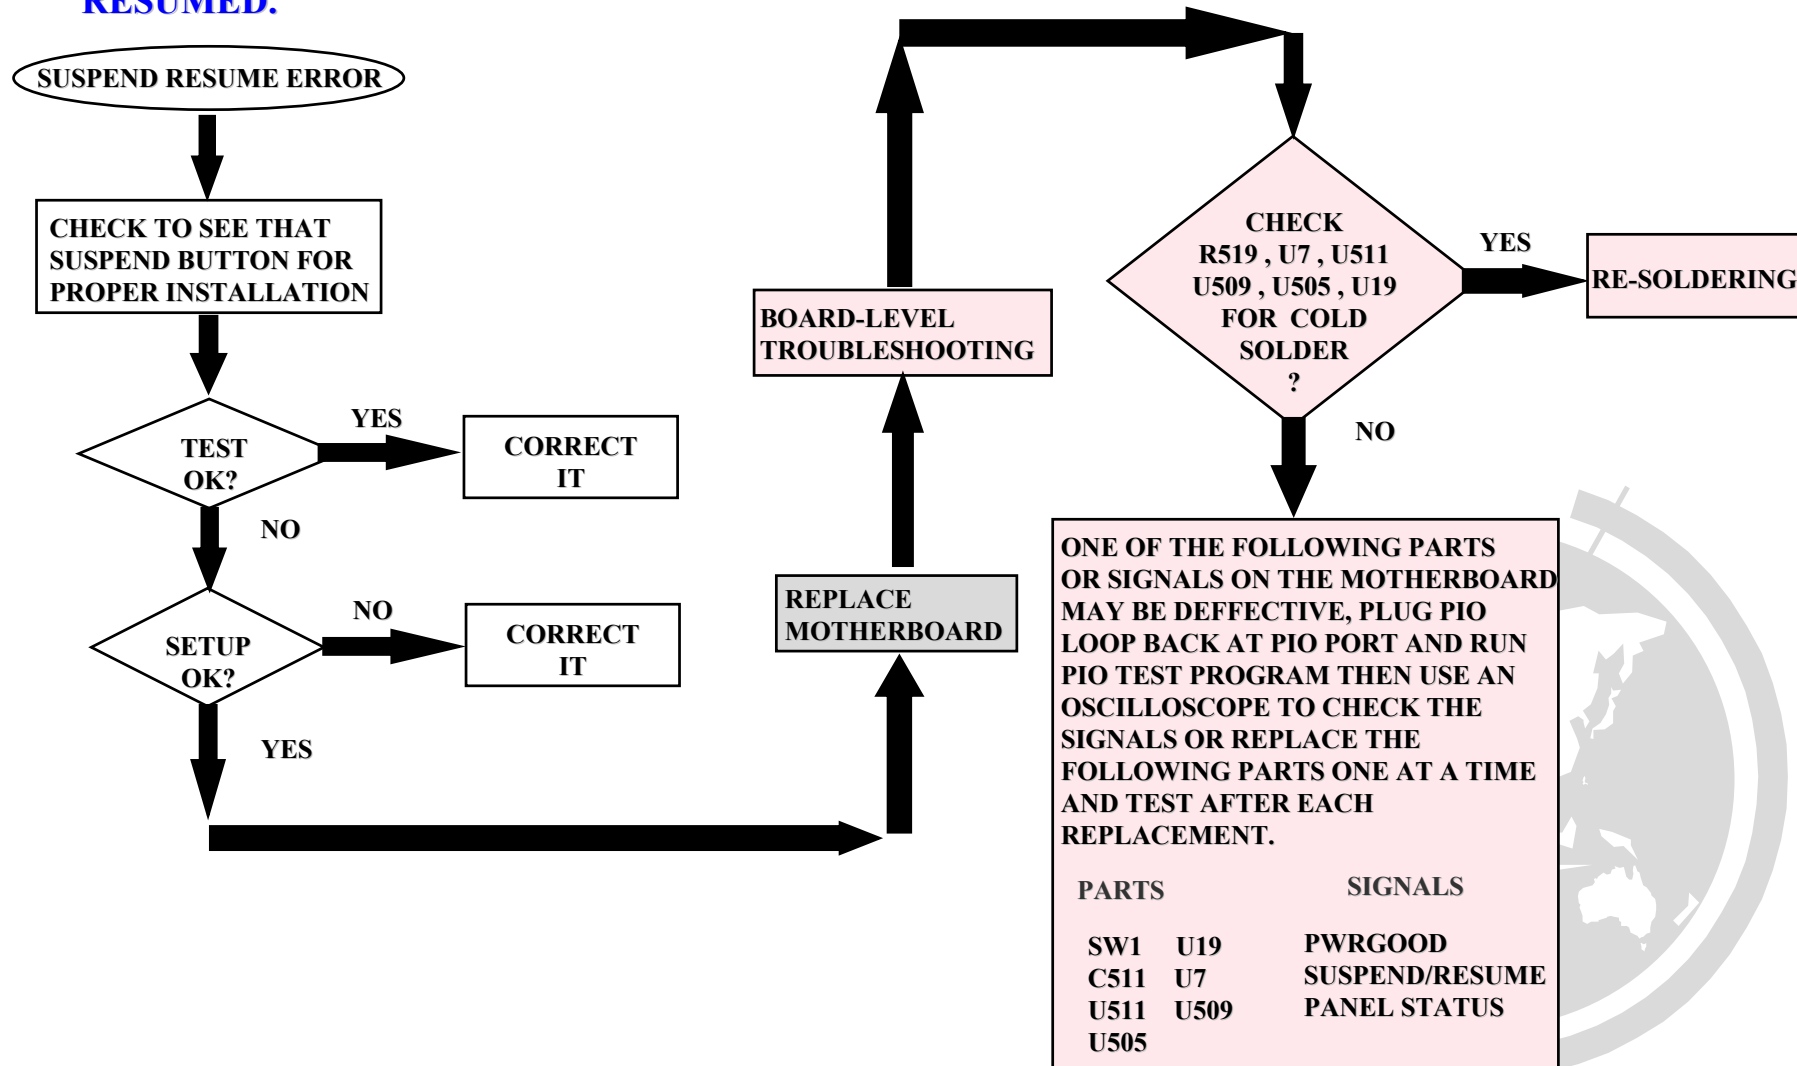 RESUMED.
SUSPEND RESUME ERROR
CHECK TO SEE THAT
SUSPEND BUTTON FOR
PROPER INSTALLATION
TEST
OK?
YES
CORRECT
IT
NO
SETUP
OK?
NO
CORRECT
IT
YES
REPLACE
MOTHERBOARD
BOARD-LEVEL
TROUBLESHOOTING
CHECK
R519 , U7 , U511
U509 , U505 , U19
FOR COLD
SOLDER
?
YES
RE-SOLDERING
NO
ONE OF THE FOLLOWING PARTS
OR SIGNALS ON THE MOTHERBOARD
MAY BE DEFFECTIVE, PLUG PIO
LOOP BACK AT PIO PORT AND RUN
PIO TEST PROGRAM THEN USE AN
OSCILLOSCOPE TO CHECK THE
SIGNALS OR REPLACE THE
FOLLOWING PARTS ONE AT A TIME
AND TEST AFTER EACH
REPLACEMENT.
PARTS
SW1 U19
C511 U7
U511 U509
U505
SIGNALS
PWRGOOD
SUSPEND/RESUME
PANEL STATUS